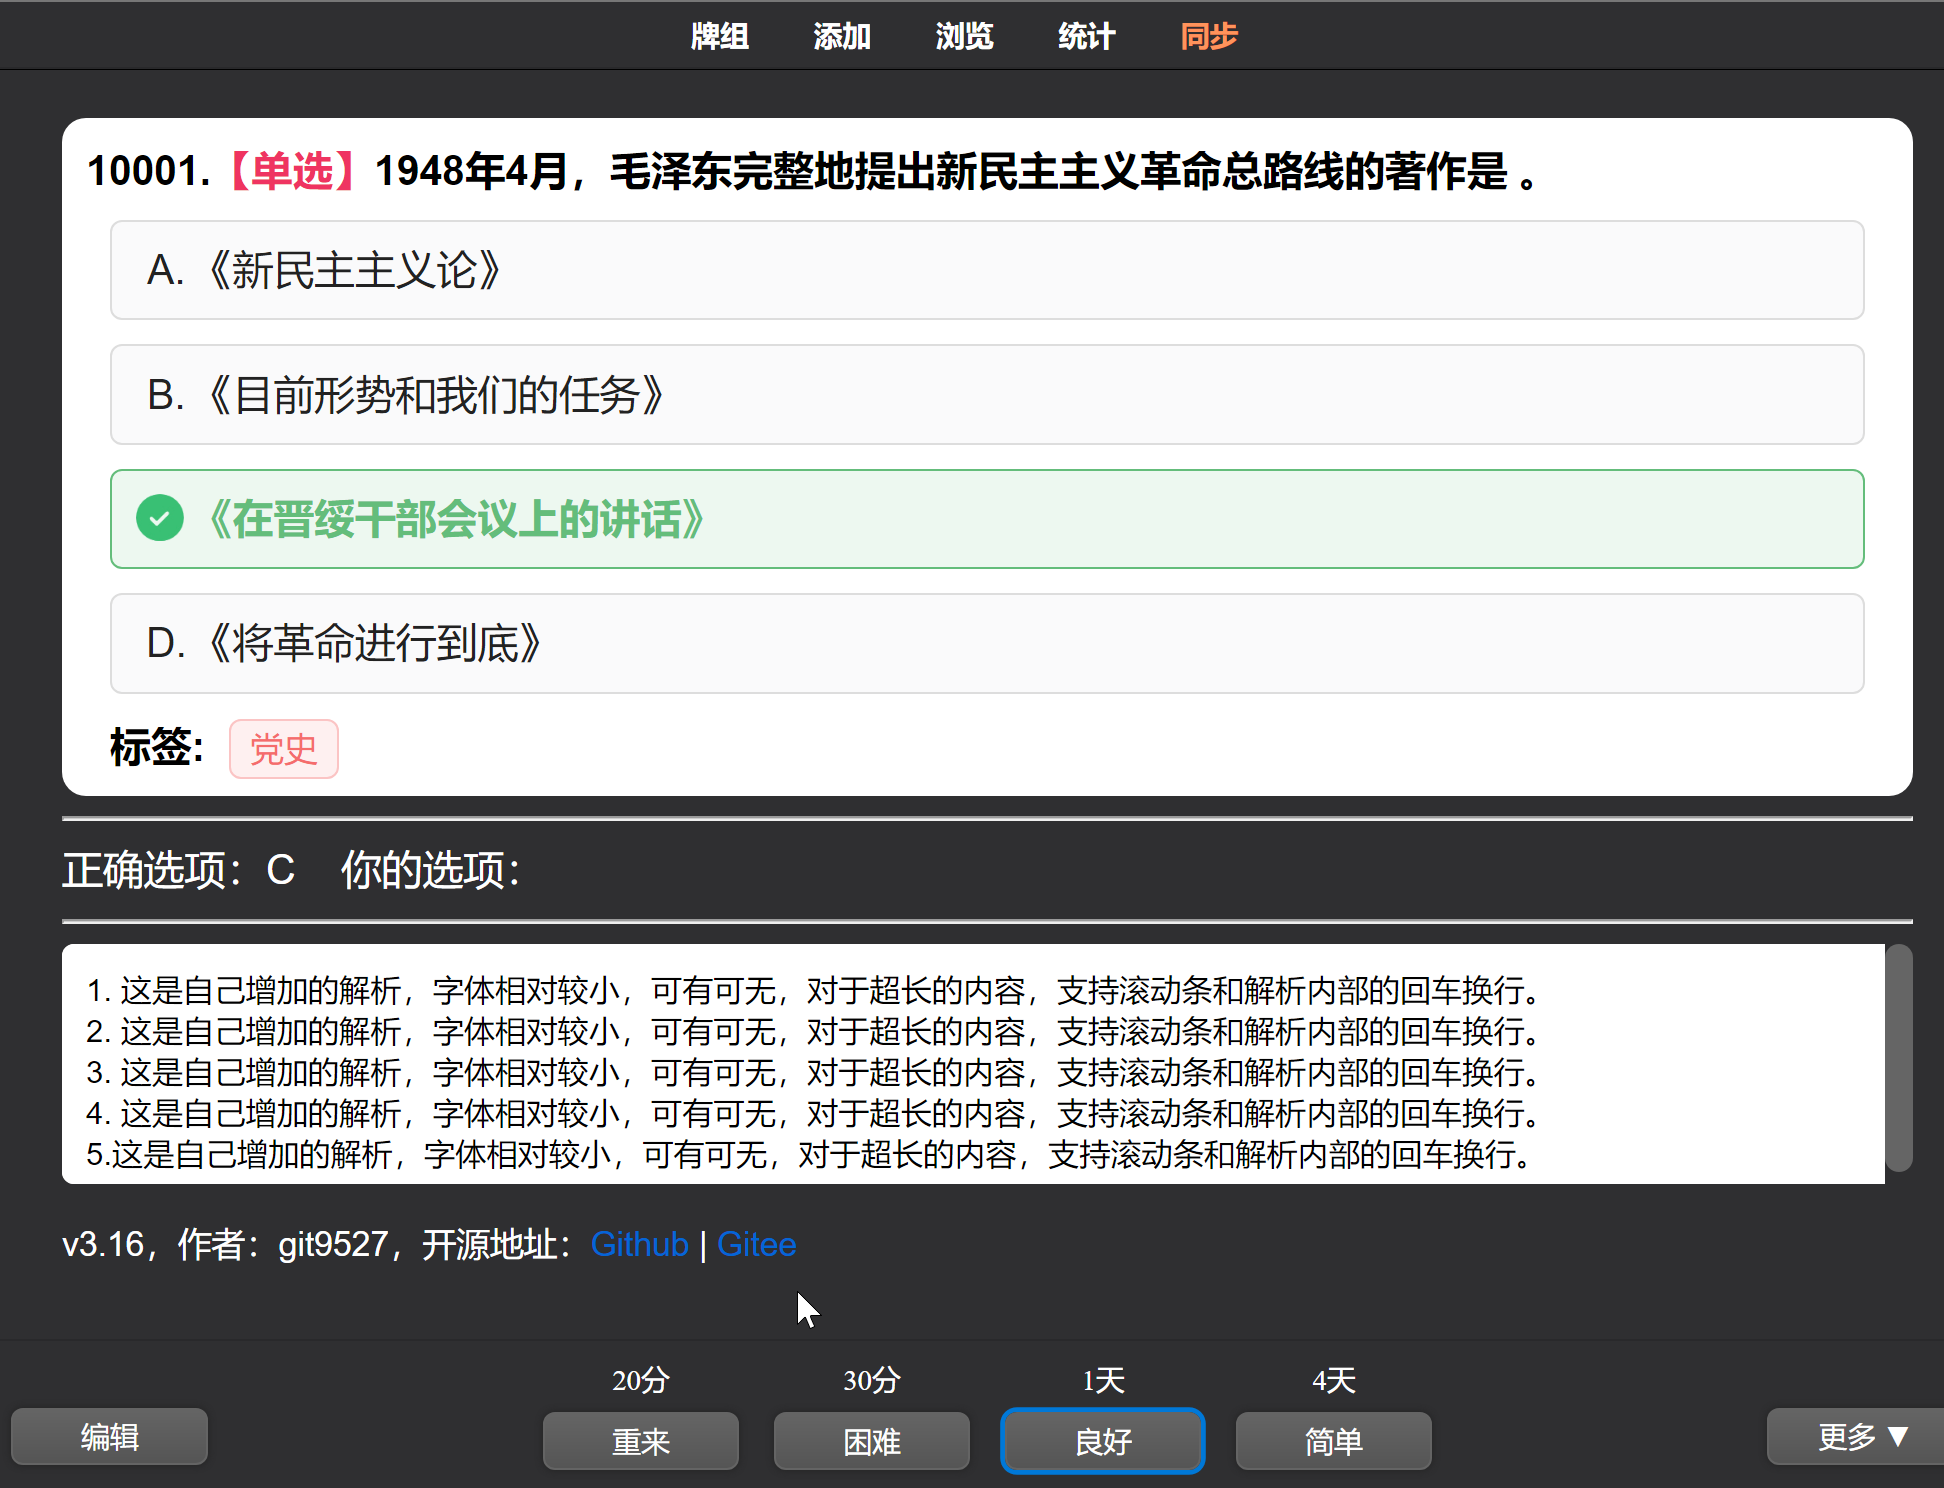 牌组 添加 浏览 统计 同步
10001.【单选】1948年4月，毛泽东完整地提出新民主主义革命总路线的著作是 。
A. 《新民主主义论》
B. 《目前形势和我们的任务》
《在晋绥干部会议上的讲话》
D. 《将革命进行到底》
标签: 党史
正确选项：C 你的选项：
1. 这是自己增加的解析，字体相对较小，可有可无，对于超长的内容，支持滚动条和解析内部的回车换行。
2. 这是自己增加的解析，字体相对较小，可有可无，对于超长的内容，支持滚动条和解析内部的回车换行。
3. 这是自己增加的解析，字体相对较小，可有可无，对于超长的内容，支持滚动条和解析内部的回车换行。
4. 这是自己增加的解析，字体相对较小，可有可无，对于超长的内容，支持滚动条和解析内部的回车换行。
5.这是自己增加的解析，字体相对较小，可有可无，对于超长的内容，支持滚动条和解析内部的回车换行。
v3.16，作者：git9527，开源地址：Github | Gitee
20分 30分 1天 4天
编辑 重来 困难 良好 简单 更多 ▼